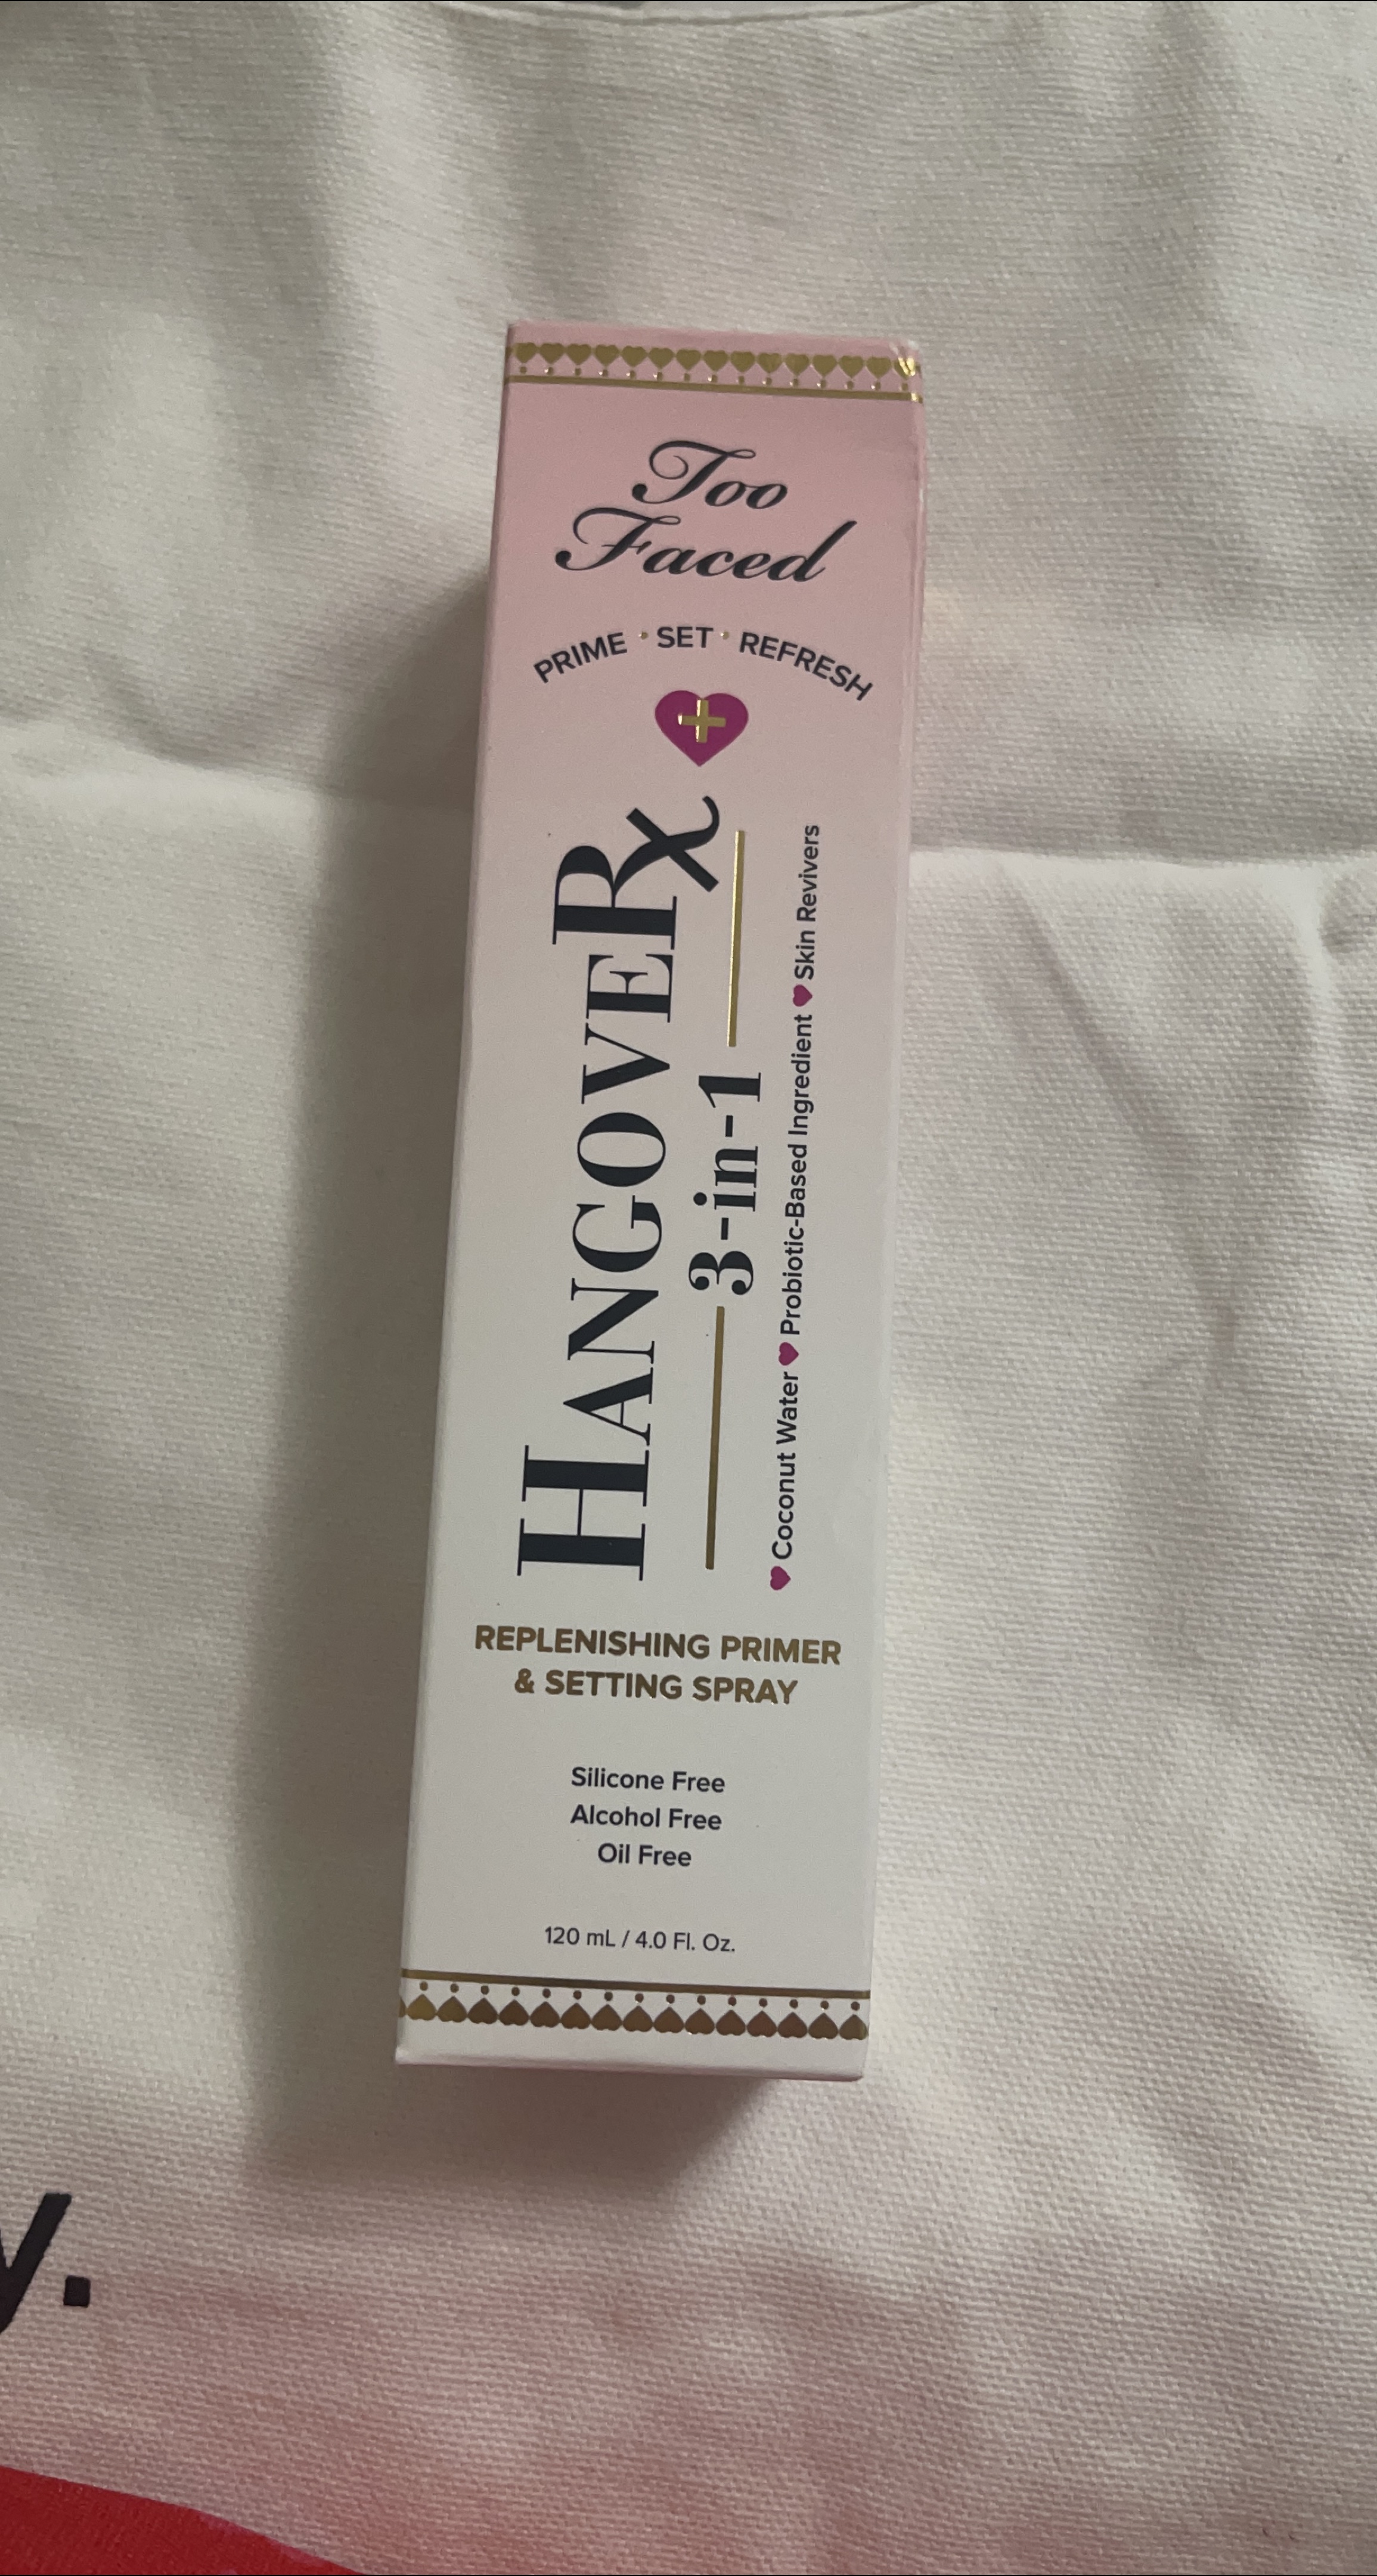 Too
Faced
PRIME • SET • REFRESH
HANGOVERX
3-in-1
♥ Coconut Water ♥ Probiotic-Based Ingredient ♥ Skin Revivers
REPLENISHING PRIMER
& SETTING SPRAY
Silicone Free
Alcohol Free
Oil Free
120 mL / 4.0 Fl. Oz.
y.